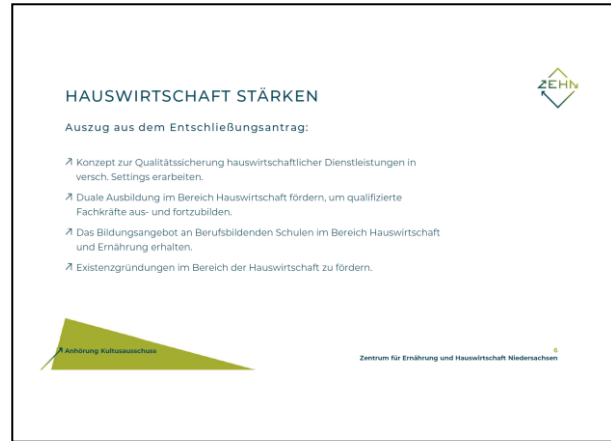 ZEHN
HAUSWIRTSCHAFT STÄRKEN
Auszug aus dem Entschließungsantrag:
Konzept zur Qualitätssicherung hauswirtschaftlicher Dienstleistungen in
versch. Settings erarbeiten.
Duale Ausbildung im Bereich Hauswirtschaft fördern, um qualifizierte
Fachkräfte aus- und fortzubilden.
Das Bildungsangebot an Berufsbildenden Schulen im Bereich Hauswirtschaft
und Ernährung erhalten.
Existenzgründungen im Bereich der Hauswirtschaft zu fördern.
Anhörung Kultusausschuss
6
Zentrum für Ernährung und Hauswirtschaft Niedersachsen